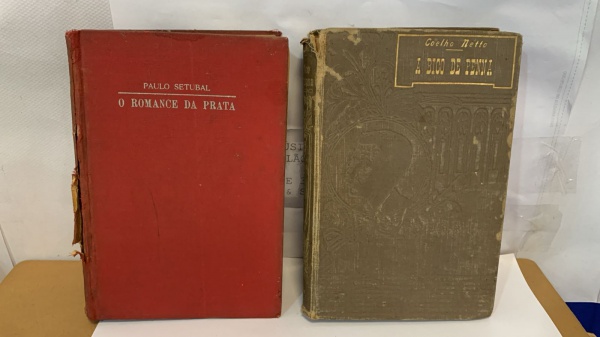 PAULO SETUBAL
O ROMANCE DA PRATA
Coelho Netto
A BICO DE PENNA